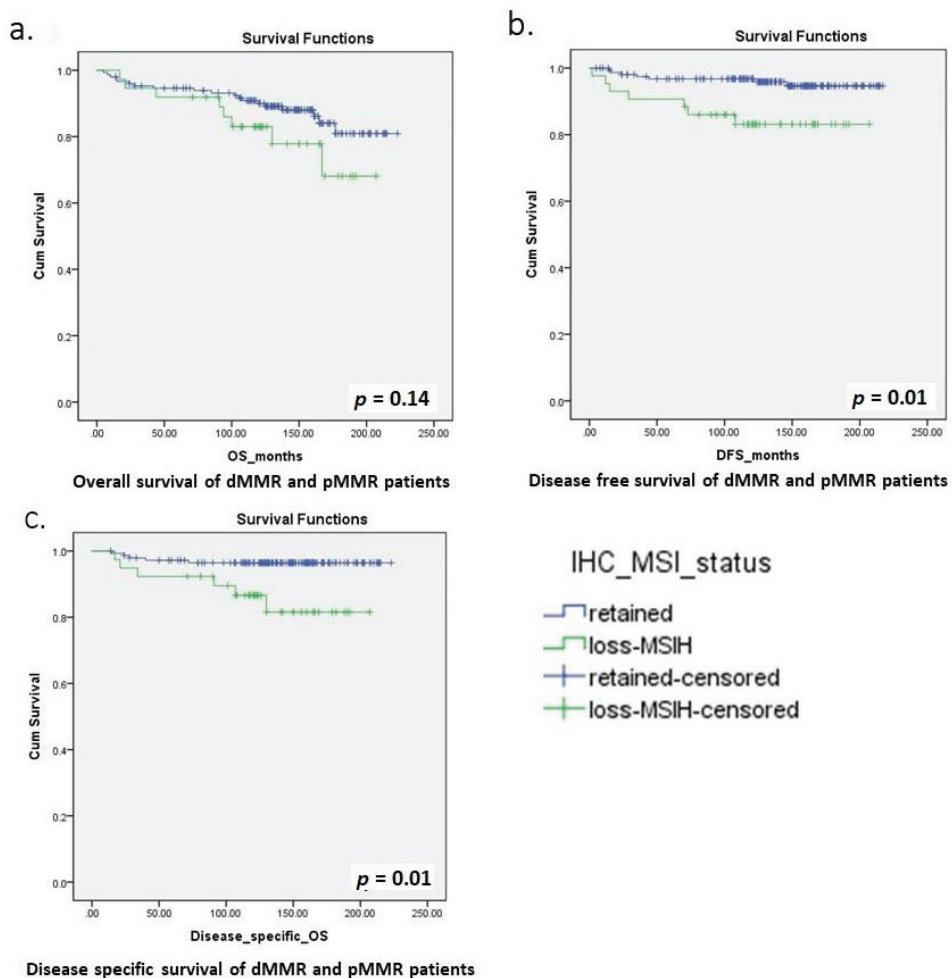 a.
Survival Functions
1.0
0.8
0.6
0.4
0.2
0.0
Cum Survival
p = 0.14
.00 50.00 100.00 150.00 200.00 250.00
OS_months
Overall survival of dMMR and pMMR patients
b.
Survival Functions
1.0
0.8
0.6
0.4
0.2
0.0
Cum Survival
p = 0.01
.00 50.00 100.00 150.00 200.00 250.00
DFS_months
Disease free survival of dMMR and pMMR patients
c.
Survival Functions
1.0
0.8
0.6
0.4
0.2
0.0
Cum Survival
p = 0.01
.00 50.00 100.00 150.00 200.00 250.00
Disease_specific_OS
Disease specific survival of dMMR and pMMR patients
IHC_MSI_status
retained
loss-MSIH
retained-censored
loss-MSIH-censored